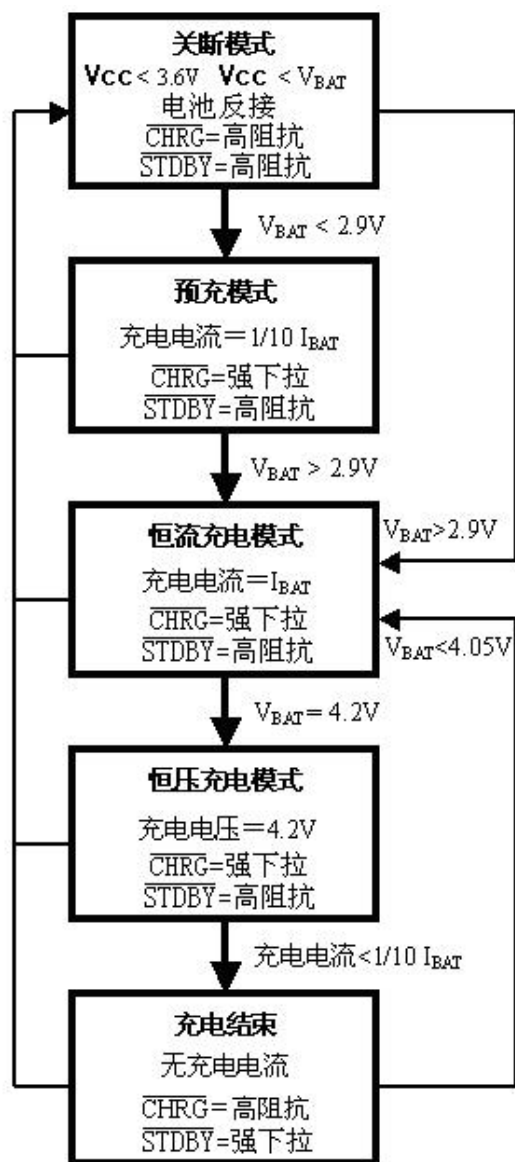 关断模式
Vcc < 3.6V Vcc < VBAT
电池反接
CHRG=高阻抗
STDBY=高阻抗
VBAT < 2.9V
预充模式
充电电流＝1/10 IBAT
CHRG=强下拉
STDBY=高阻抗
VBAT > 2.9V
恒流充电模式
充电电流＝IBAT
CHRG=强下拉
STDBY=高阻抗
VBAT>2.9V
VBAT<4.05V
VBAT= 4.2V
恒压充电模式
充电电压＝4.2V
CHRG=强下拉
STDBY=高阻抗
充电电流<1/10 IBAT
充电结束
无充电电流
CHRG=高阻抗
STDBY=强下拉